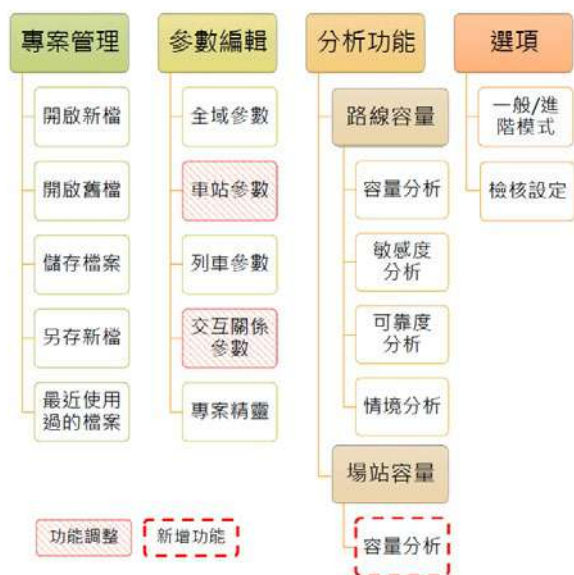 專案管理
開啟新檔
開啟舊檔
儲存檔案
另存新檔
最近使用
過的檔案
參數編輯
全域參數
車站參數
列車參數
交互關係
參數
專案精靈
分析功能
路線容量
容量分析
敏感度
分析
可靠度
分析
情境分析
場站容量
容量分析
選項
一般/進
階模式
檢核設定
功能調整
新增功能